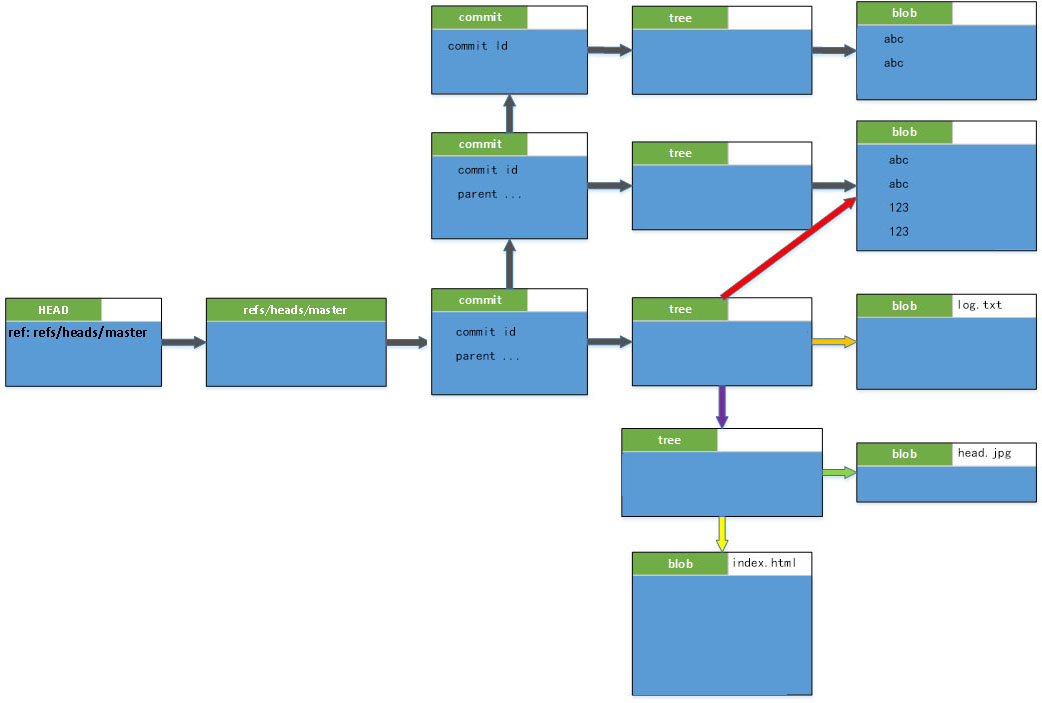 commit
commit Id
tree
blob
abc
abc
commit
commit id
parent ...
tree
blob
abc
abc
123
123
HEAD
ref: refs/heads/master
refs/heads/master
commit
commit id
parent ...
tree
blob log.txt
tree
blob head.jpg
blob index.html